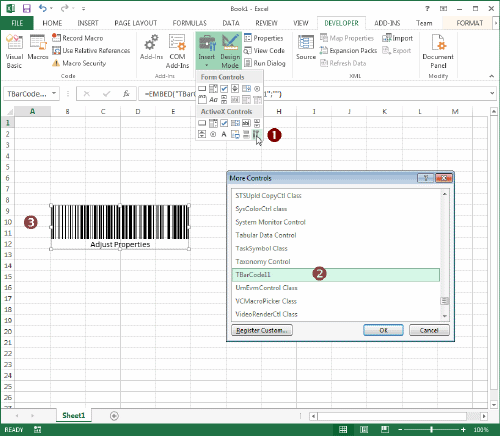 Book1 - Excel
FILE HOME INSERT PAGE LAYOUT FORMULAS DATA REVIEW VIEW DEVELOPER ADD-INS Team FORMAT
Visual Basic
Macros
Record Macro
Use Relative References
Macro Security
Code
Add-Ins
COM Add-Ins
Add-Ins
Insert
Design Mode
Properties
View Code
Run Dialog
Source
Map Properties
Expansion Packs
Refresh Data
Import
Export
XML
Document Panel
Modify
TBarCode... =EMBED("TBar 1";"")
Form Controls
ActiveX Controls
A B C D E F G H I J K L M
1
2
3
4
5
6
7
8
9
10
11
12
13
14
15
16
17
18
19
20
21
22
23
24
25
26
1
3
Adjust Properties
More Controls
STSUpld CopyCtl Class
SysColorCtrl class
System Monitor Control
Tabular Data Control
TaskSymbol Class
Taxonomy Control
TBarCode11
2
UmEvmControl Class
VCMacroPicker Class
VideoRenderCtl Class
Register Custom...
OK
Cancel
Sheet1
READY
100%